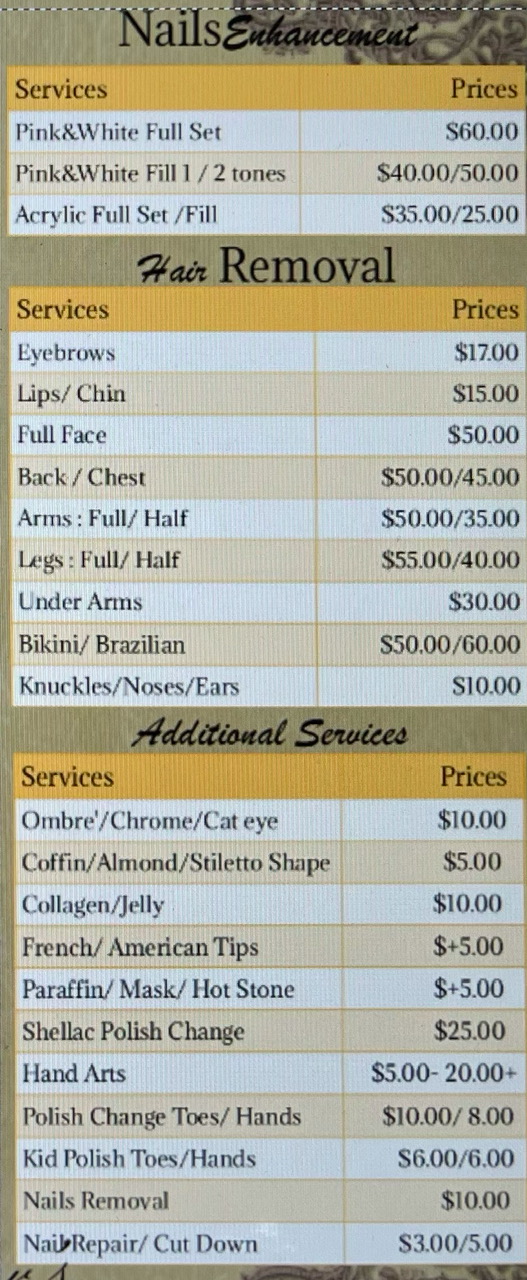 Nails Enhancement
Services Prices
Pink&White Full Set $60.00
Pink&White Fill 1 / 2 tones $40.00/50.00
Acrylic Full Set /Fill $35.00/25.00
Hair Removal
Services Prices
Eyebrows $17.00
Lips/ Chin $15.00
Full Face $50.00
Back / Chest $50.00/45.00
Arms : Full/ Half $50.00/35.00
Legs : Full/ Half $55.00/40.00
Under Arms $30.00
Bikini/ Brazilian $50.00/60.00
Knuckles/Noses/Ears $10.00
Additional Services
Services Prices
Ombre'/Chrome/Cat eye $10.00
Coffin/Almond/Stiletto Shape $5.00
Collagen/Jelly $10.00
French/ American Tips $+5.00
Paraffin/ Mask/ Hot Stone $+5.00
Shellac Polish Change $25.00
Hand Arts $5.00- 20.00+
Polish Change Toes/ Hands $10.00/ 8.00
Kid Polish Toes/Hands $6.00/6.00
Nails Removal $10.00
Nail Repair/ Cut Down $3.00/5.00